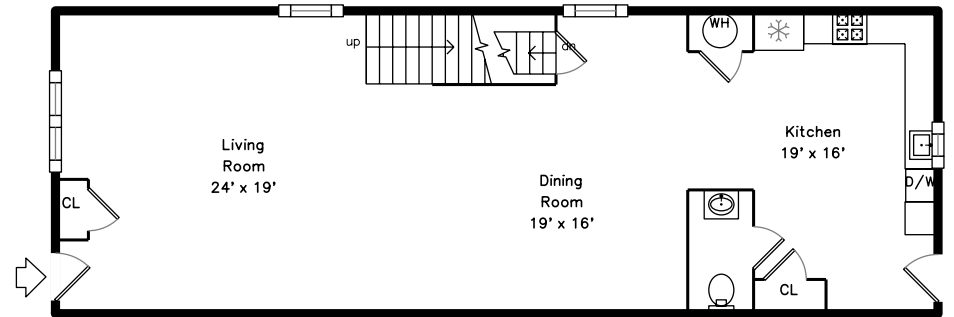 up
dn
WH
Kitchen
19' x 16'
Living
Room
24' x 19'
Dining
Room
19' x 16'
D/W
CL
CL